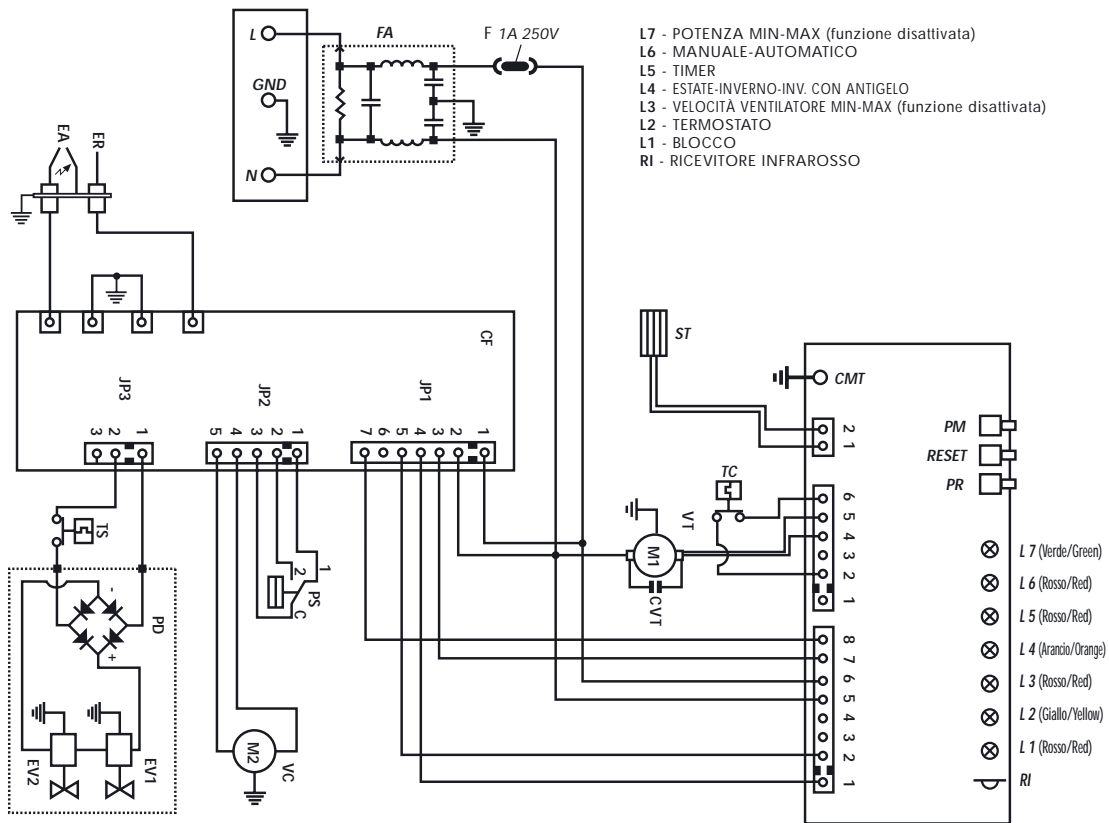 L
GND
N
FA
F 1A 250V
L7 - POTENZA MIN-MAX (funzione disattivata)
L6 - MANUALE-AUTOMATICO
L5 - TIMER
L4 - ESTATE-INVERNO-INV. CON ANTIGELO
L3 - VELOCITÀ VENTILATORE MIN-MAX (funzione disattivata)
L2 - TERMOSTATO
L1 - BLOCCO
RI - RICEVITORE INFRAROSSO
EA
ER
CF
JP3
JP2
JP1
3 2 1
5 4 3 2 1
7 6 5 4 3 2 1
ST
CMT
2
1
PM
RESET
PR
TC
VT
M1
CVT
6
5
4
3
2
1
TS
PD
-
+
1
2
PS
C
M2
VC
EV2
EV1
8
7
6
5
4
3
2
1
L 7 (Verde/Green)
L 6 (Rosso/Red)
L 5 (Rosso/Red)
L 4 (Arancio/Orange)
L 3 (Rosso/Red)
L 2 (Giallo/Yellow)
L 1 (Rosso/Red)
RI